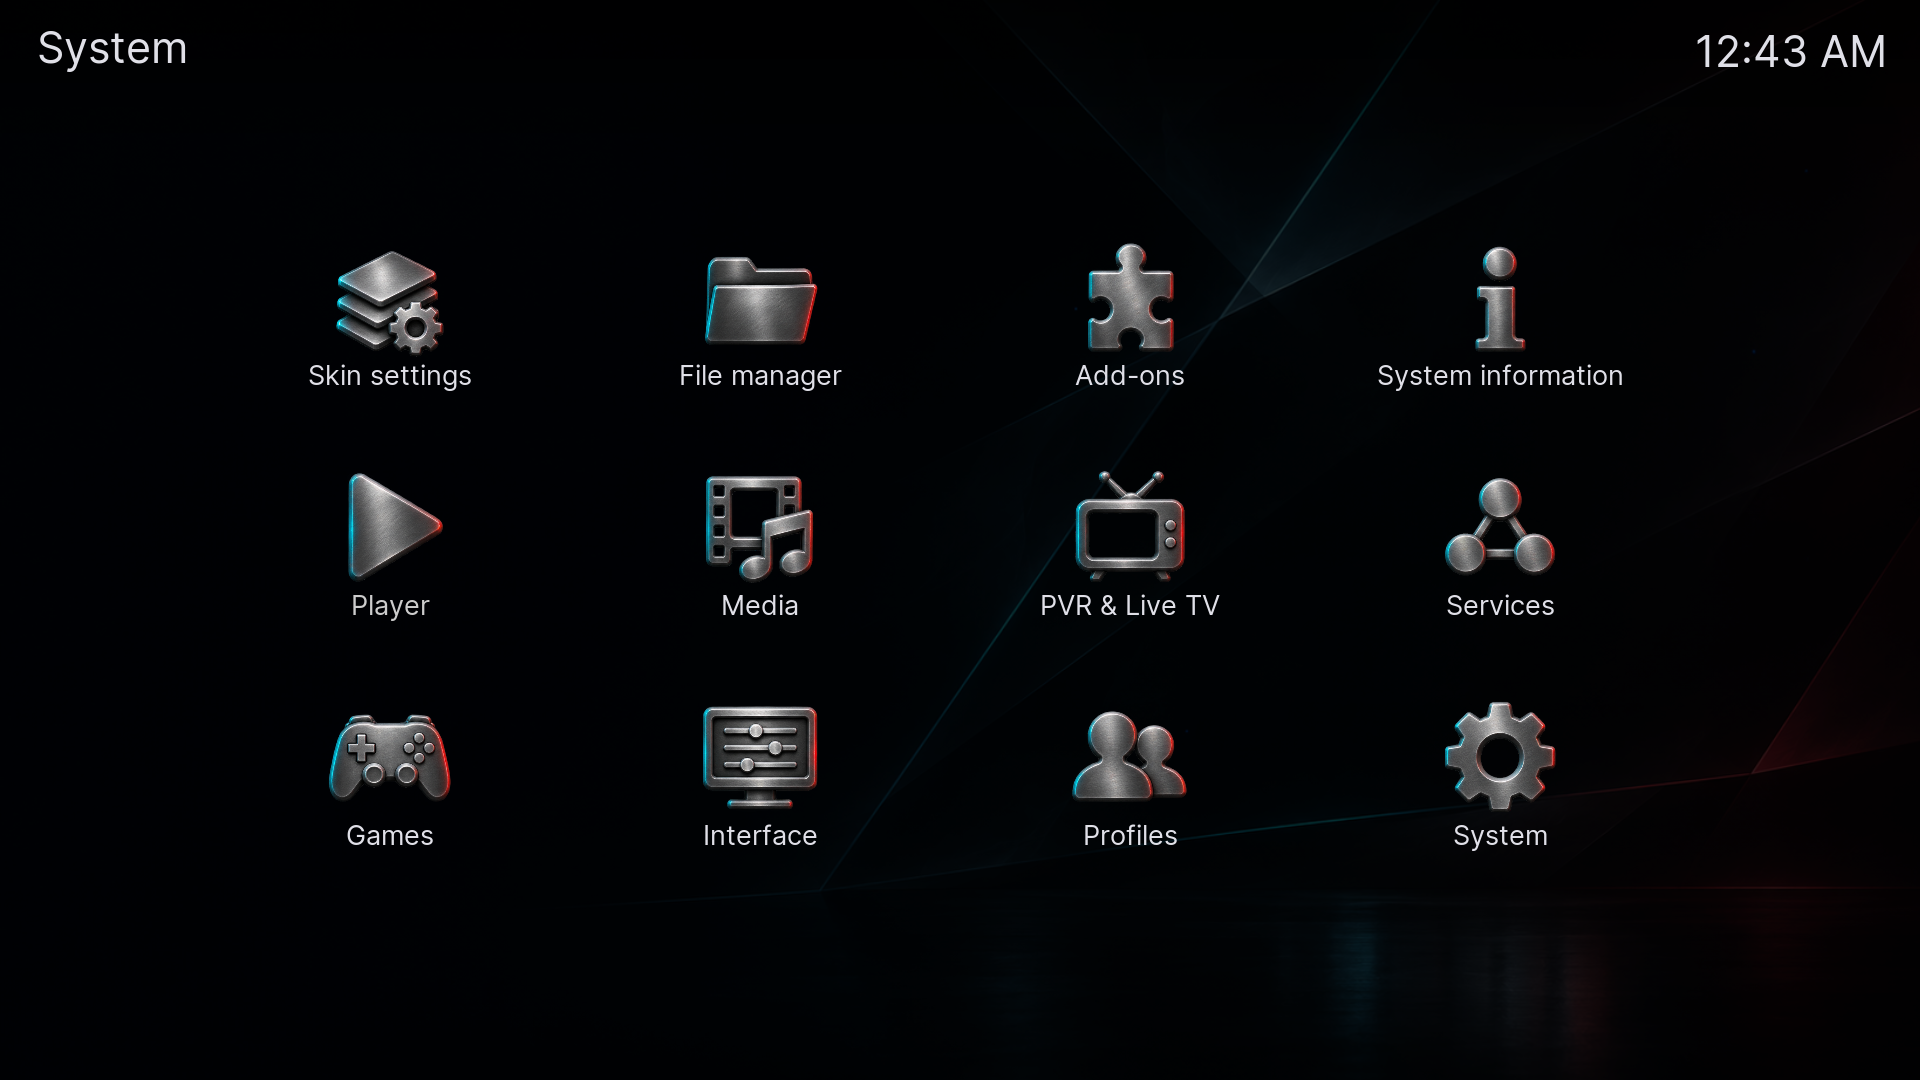 System
12:43 AM
Skin settings
File manager
Add-ons
System information
Player
Media
PVR & Live TV
Services
Games
Interface
Profiles
System